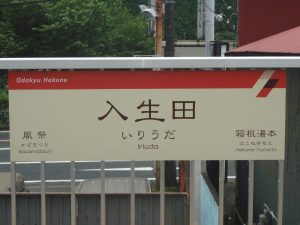 Odakyu Hakone
入生田
いりうだ
Iriuda
風祭
かざまつり
Kazamatsuri
箱根湯本
はこねゆもと
Hakone-Yumoto